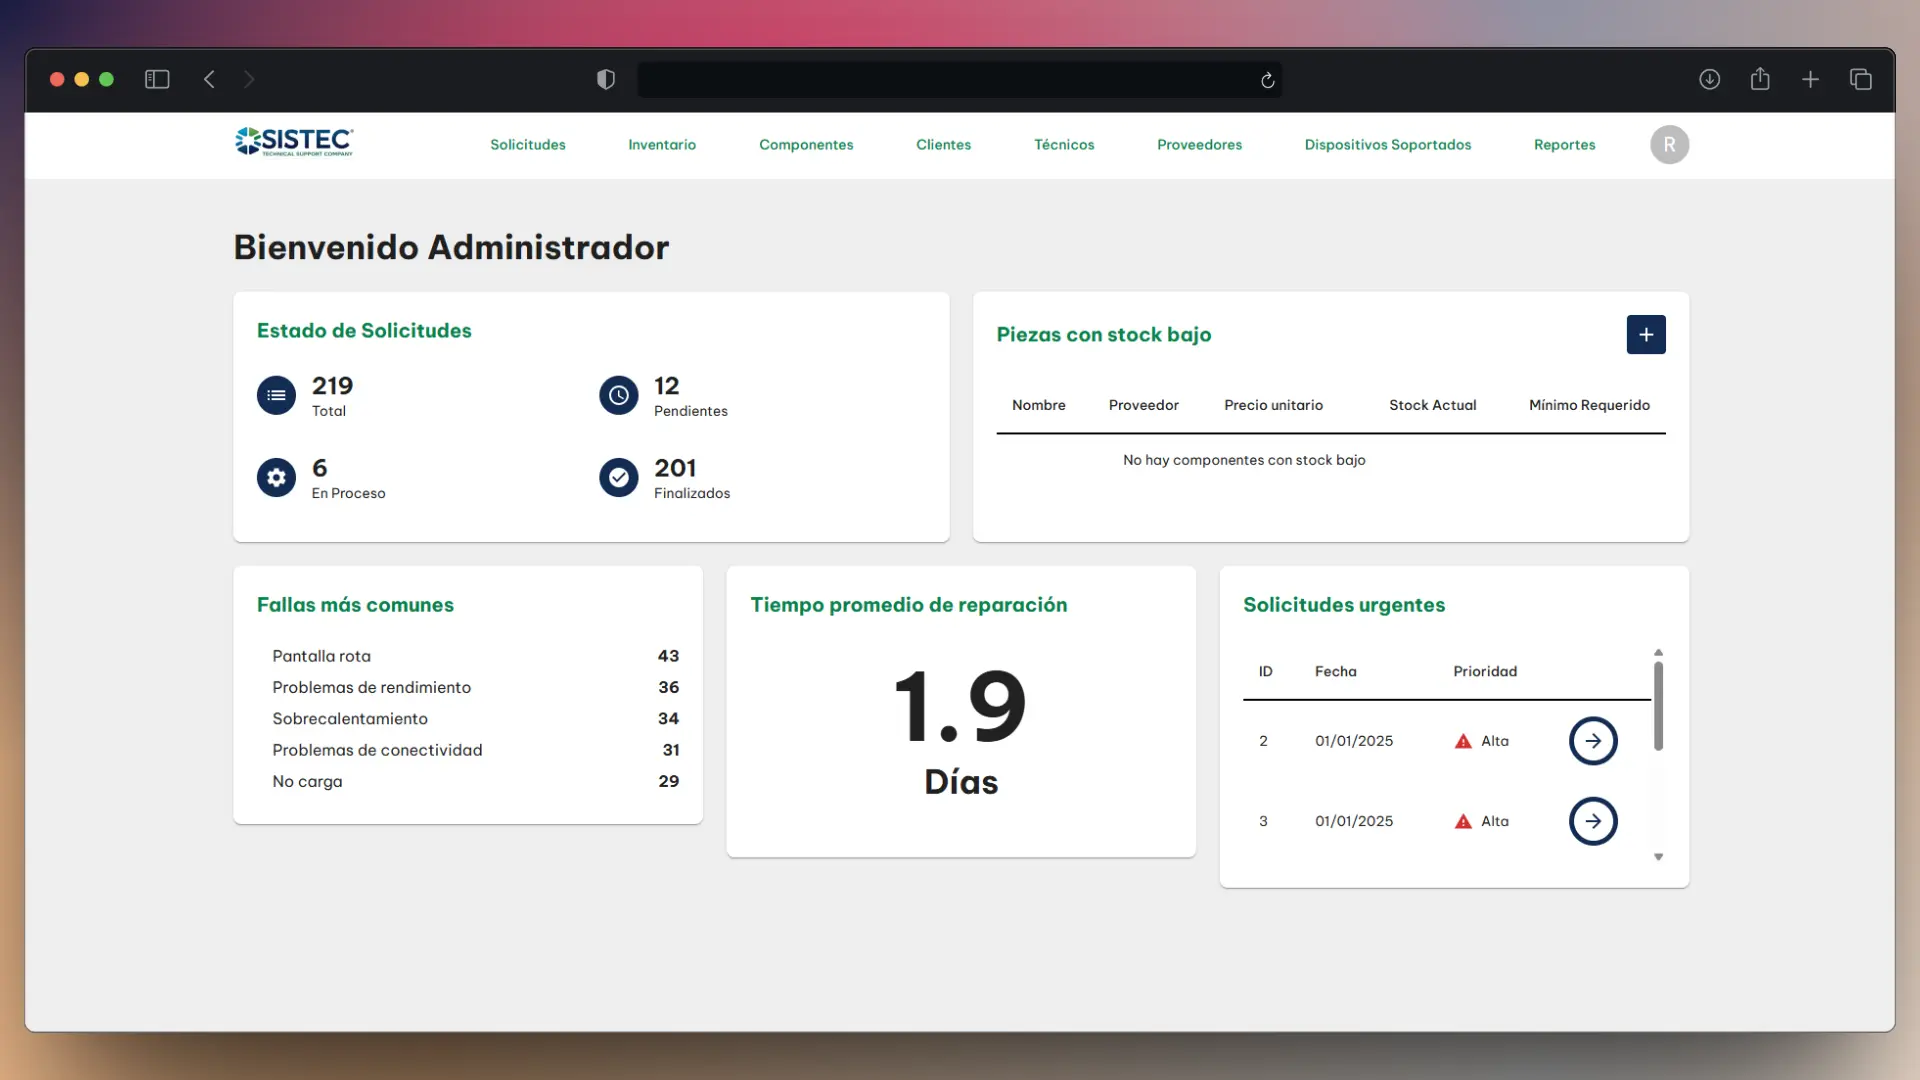 SISTEC®
TECHNICAL SUPPORT COMPANY
Solicitudes
Inventario
Componentes
Clientes
Técnicos
Proveedores
Dispositivos Soportados
Reportes
R
Bienvenido Administrador
Estado de Solicitudes
219
Total
12
Pendientes
6
En Proceso
201
Finalizados
Piezas con stock bajo
Nombre Proveedor Precio unitario Stock Actual Mínimo Requerido
No hay componentes con stock bajo
Fallas más comunes
Pantalla rota 43
Problemas de rendimiento 36
Sobrecalentamiento 34
Problemas de conectividad 31
No carga 29
Tiempo promedio de reparación
1.9
Días
Solicitudes urgentes
ID Fecha Prioridad
2 01/01/2025 Alta
3 01/01/2025 Alta